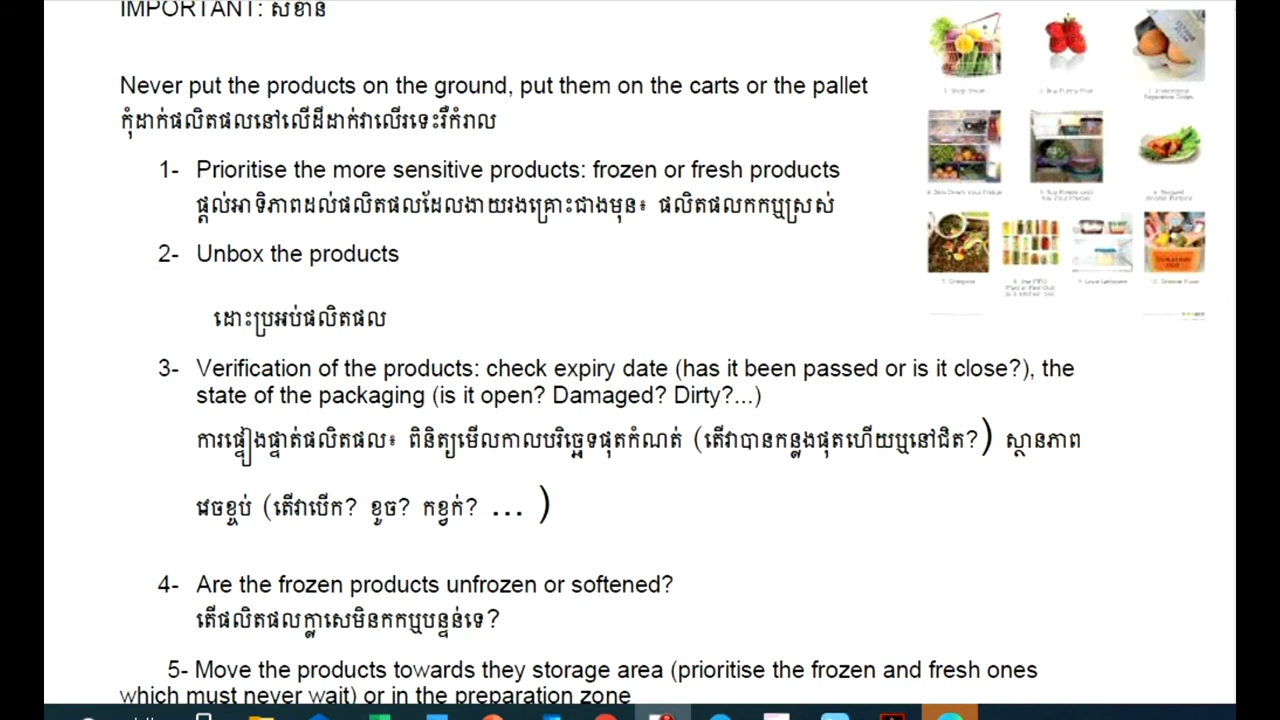 IMPORTANT: សំខាន់
Never put the products on the ground, put them on the carts or the pallet
កុំដាក់ផលិតផលនៅលើដីដាក់វាលើរទេះរឺកំរាល
1- Prioritise the more sensitive products: frozen or fresh products
ផ្តល់អាទិភាពដល់ផលិតផលដែលងាយរងគ្រោះជាងមុន៖ ផលិតផលកកឬស្រស់
2- Unbox the products
ដោះប្រអប់ផលិតផល
3- Verification of the products: check expiry date (has it been passed or is it close?), the
state of the packaging (is it open? Damaged? Dirty?...)
ការផ្ទៀងផ្ទាត់ផលិតផល៖ ពិនិត្យមើលកាលបរិច្ឆេទផុតកំណត់ (តើវាបានកន្លងផុតហើយឬនៅជិត?) ស្ថានភាព
វេចខ្ចប់ (តើវាបើក? ខូច? កខ្វក់? ... )
4- Are the frozen products unfrozen or softened?
តើផលិតផលក្លាសេមិនកកឬបន្ទន់ទេ?
5- Move the products towards they storage area (prioritise the frozen and fresh ones
which must never wait) or in the preparation zone